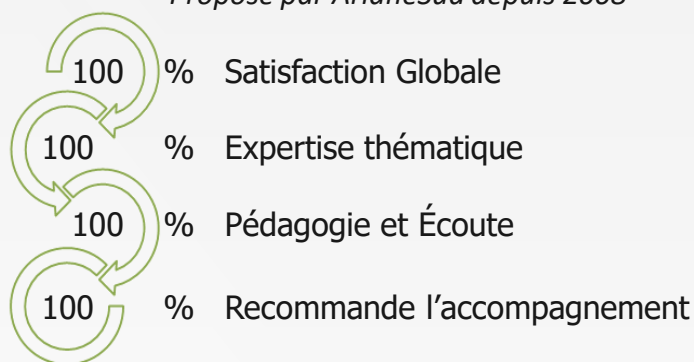 Proposé par ArianeSud depuis 2008
100 % Satisfaction Globale
100 % Expertise thématique
100 % Pédagogie et Écoute
100 % Recommande l’accompagnement